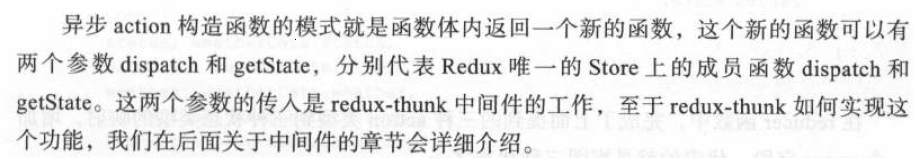 异步 action 构造函数的模式就是函数体内返回一个新的函数，这个新的函数可以有
两个参数 dispatch 和 getState，分别代表 Redux 唯一的 Store 上的成员函数 dispatch 和
getState。这两个参数的传入是 redux-thunk 中间件的工作，至于 redux-thunk 如何实现这
个功能，我们在后面关于中间件的章节会详细介绍。